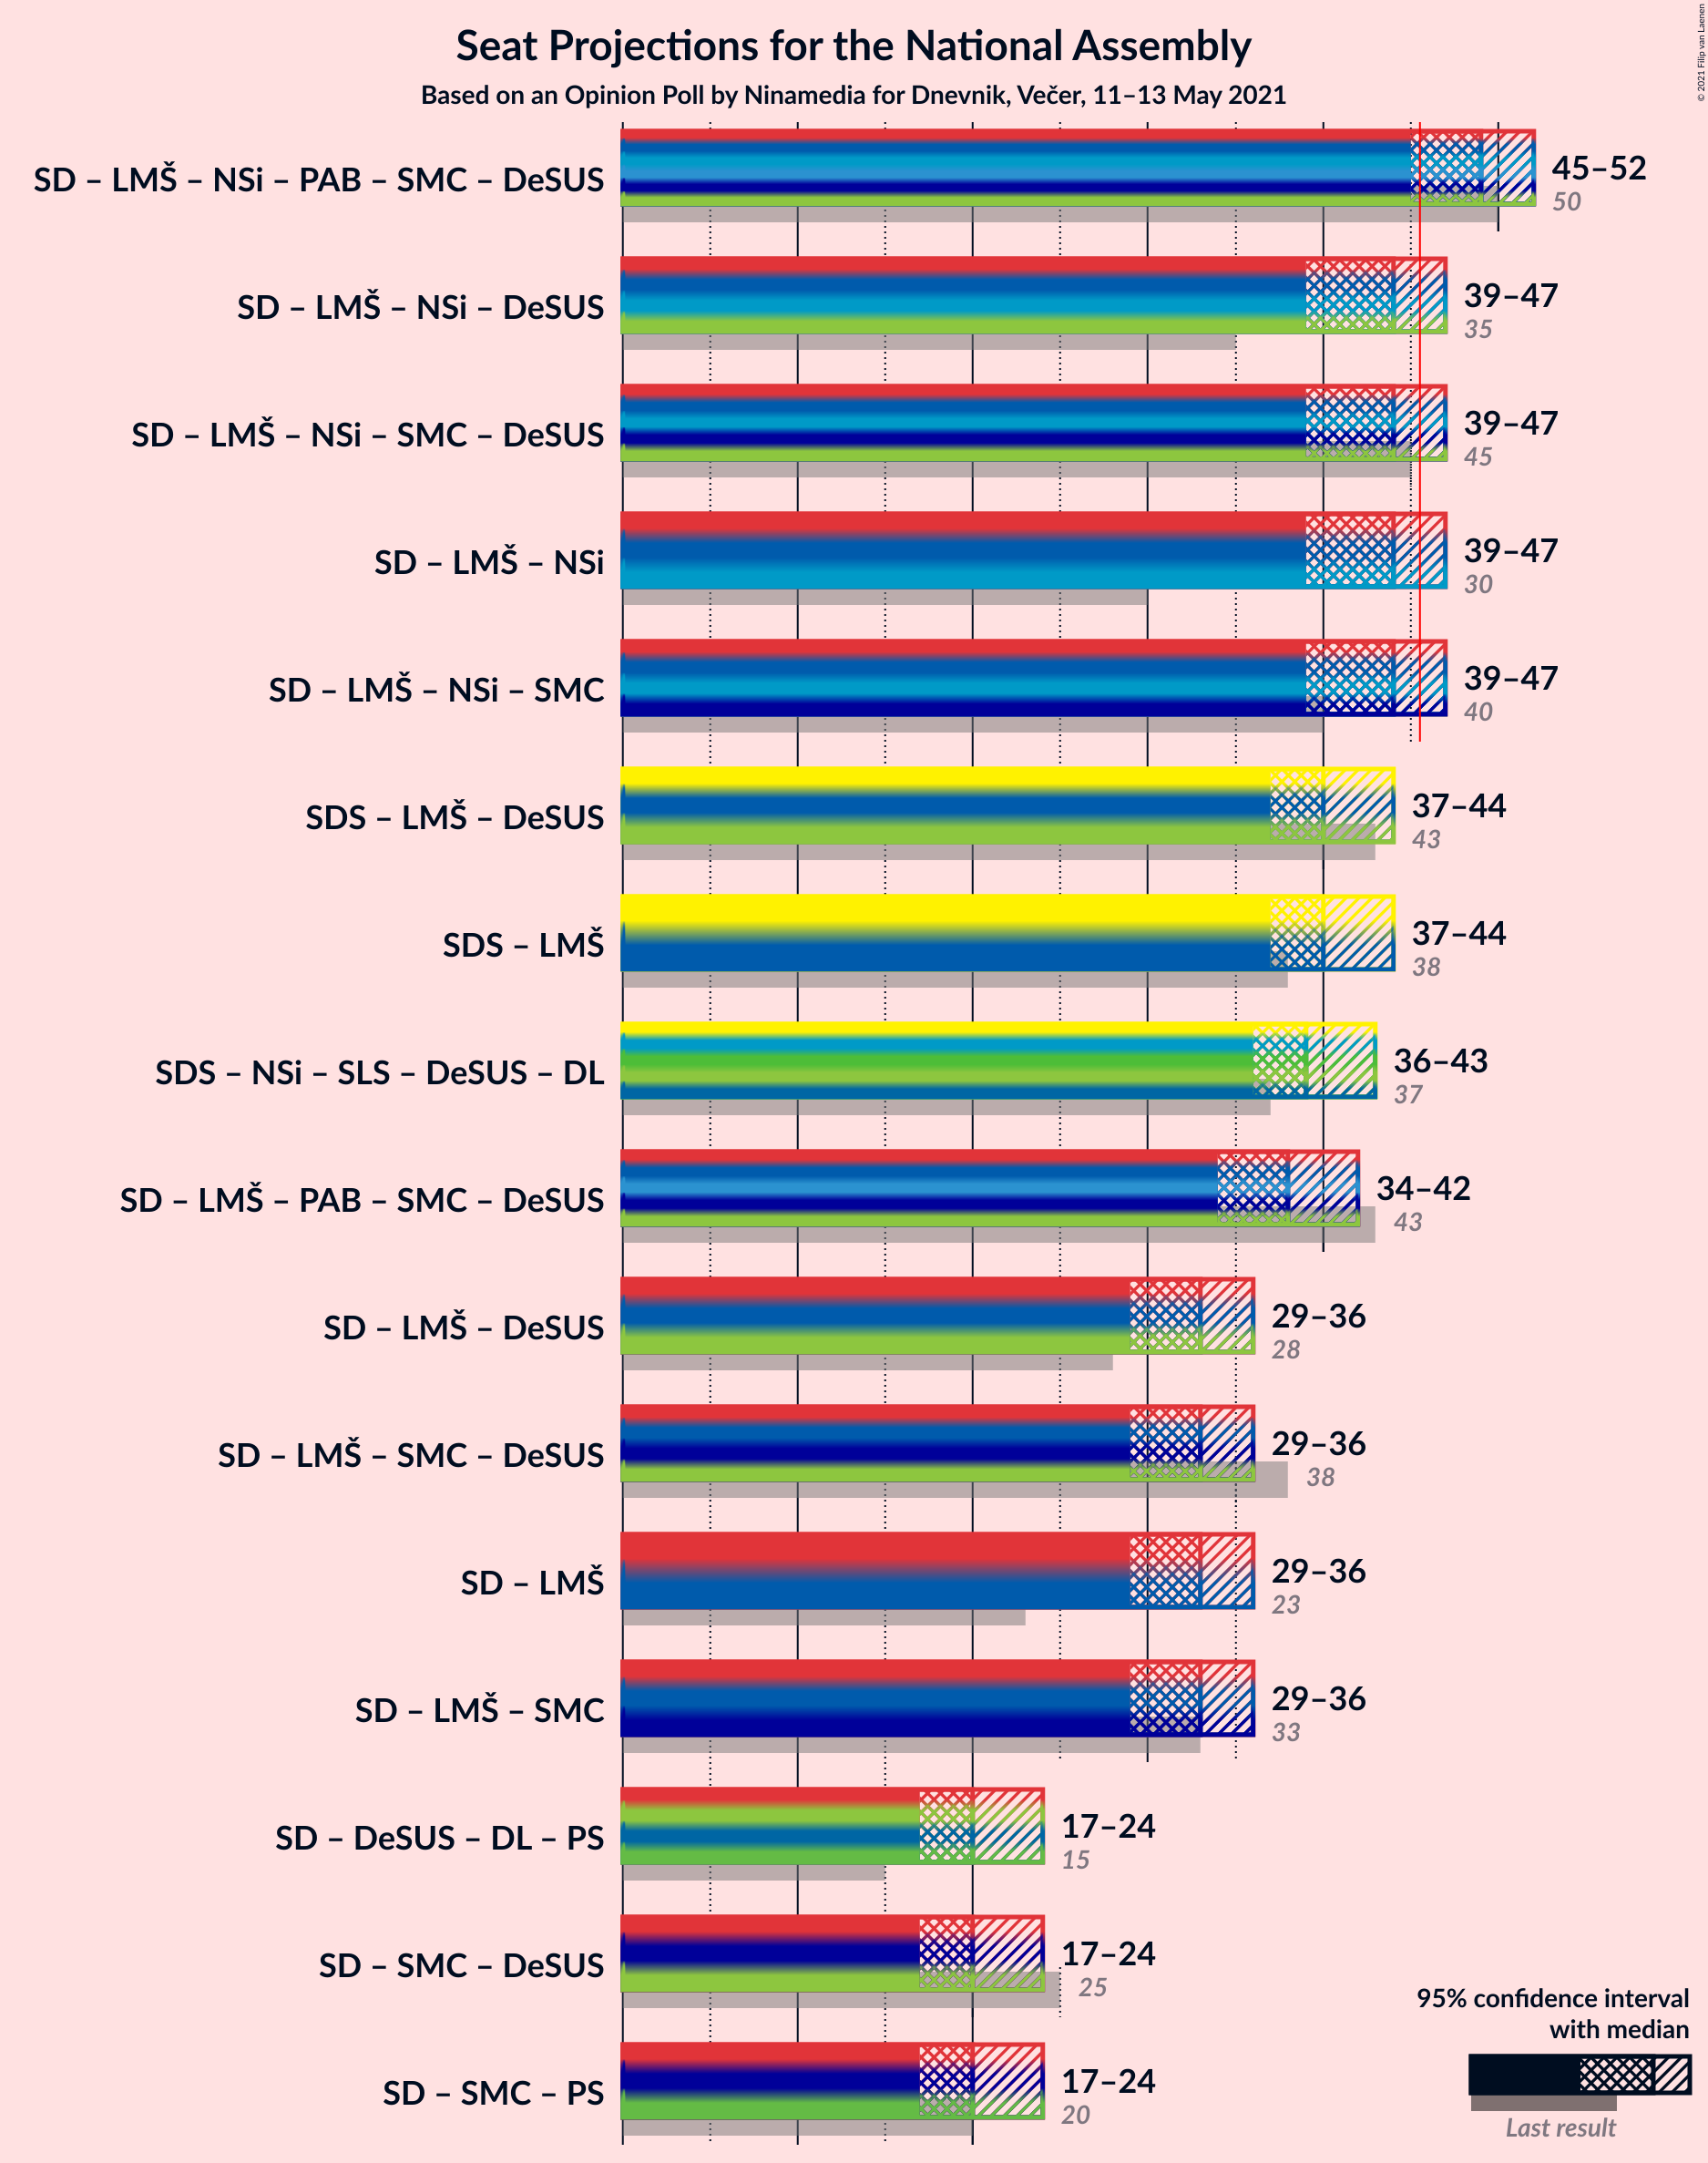 Seat Projections for the National Assembly
Based on an Opinion Poll by Ninamedia for Dnevnik, Večer, 11–13 May 2021
© 2021 Filip van Laenen
SD – LMŠ – NSi – PAB – SMC – DeSUS
45–52
50
SD – LMŠ – NSi – DeSUS
39–47
35
SD – LMŠ – NSi – SMC – DeSUS
39–47
45
SD – LMŠ – NSi
39–47
30
SD – LMŠ – NSi – SMC
39–47
40
SDS – LMŠ – DeSUS
37–44
43
SDS – LMŠ
37–44
38
SDS – NSi – SLS – DeSUS – DL
36–43
37
SD – LMŠ – PAB – SMC – DeSUS
34–42
43
SD – LMŠ – DeSUS
29–36
28
SD – LMŠ – SMC – DeSUS
29–36
38
SD – LMŠ
29–36
23
SD – LMŠ – SMC
29–36
33
SD – DeSUS – DL – PS
17–24
15
SD – SMC – DeSUS
17–24
25
SD – SMC – PS
17–24
20
95% confidence interval
with median
Last result